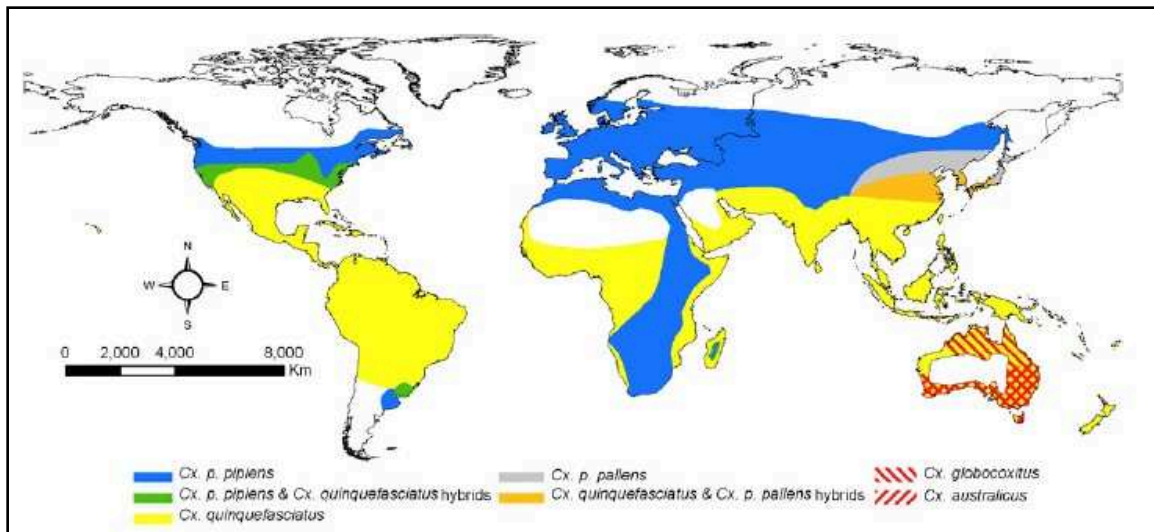 N
W E
S
0 2,000 4,000 8,000
Km
Cx. p. pipiens
Cx. p. pipiens & Cx. quinquefasciatus hybrids
Cx. quinquefasciatus
Cx. p. pallens
Cx. quinquefasciatus & Cx. p. pallens hybrids
Cx. globocoxitus
Cx. australicus